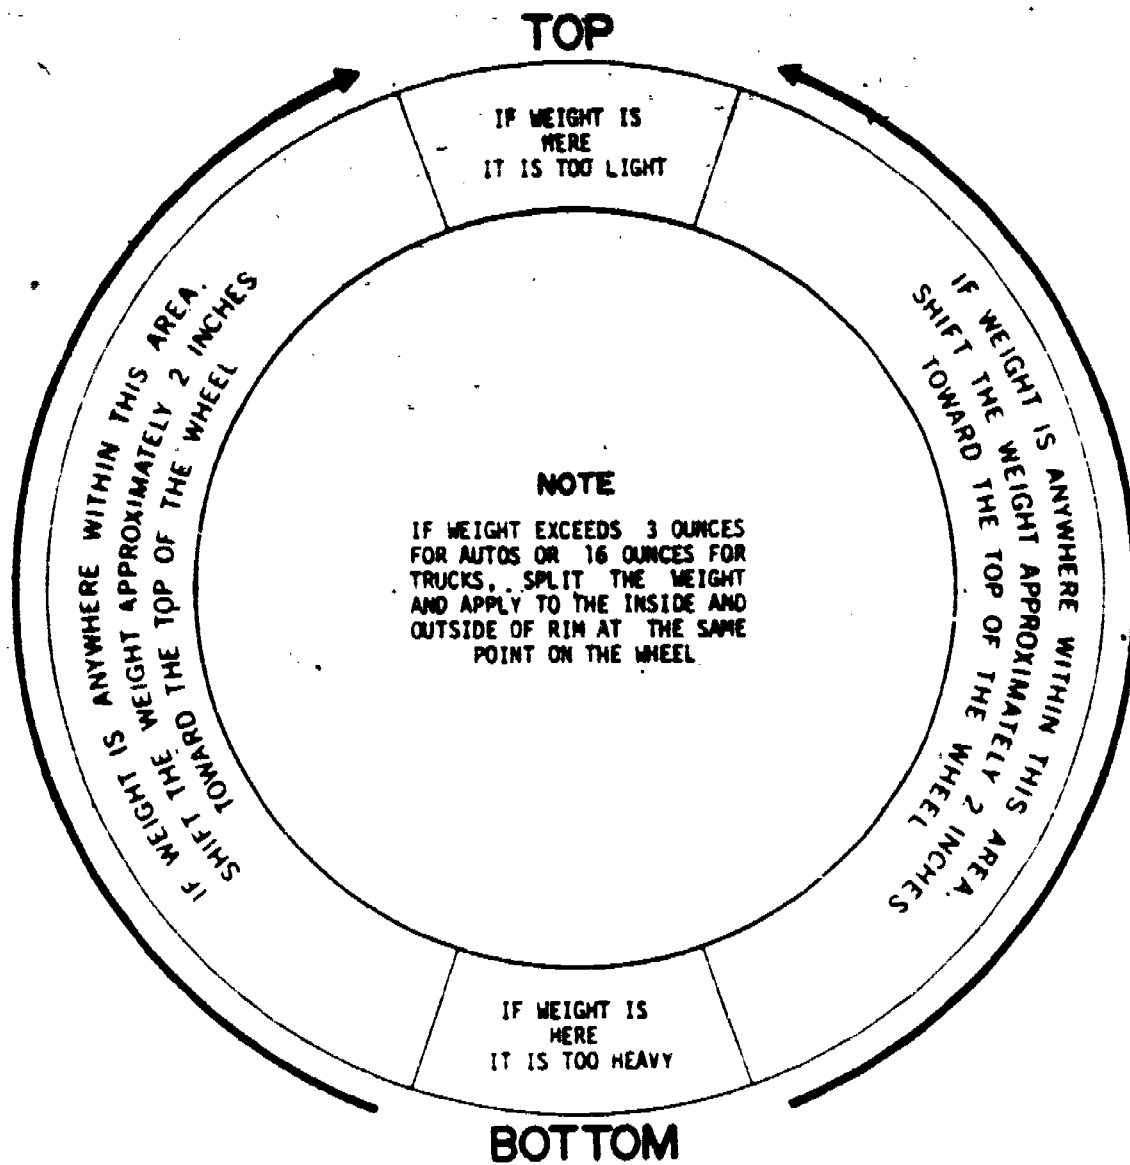 TOP
IF WEIGHT IS
HERE
IT IS TOO LIGHT
IF WEIGHT IS ANYWHERE WITHIN THIS AREA,
SHIFT THE WEIGHT APPROXIMATELY 2 INCHES
TOWARD THE TOP OF THE WHEEL
IF WEIGHT IS ANYWHERE WITHIN THIS AREA,
SHIFT THE WEIGHT APPROXIMATELY 2 INCHES
TOWARD THE TOP OF THE WHEEL
NOTE
IF WEIGHT EXCEEDS 3 OUNCES
FOR AUTOS OR 16 OUNCES FOR
TRUCKS, SPLIT THE WEIGHT
AND APPLY TO THE INSIDE AND
OUTSIDE OF RIM AT THE SAME
POINT ON THE WHEEL
IF WEIGHT IS
HERE
IT IS TOO HEAVY
BOTTOM